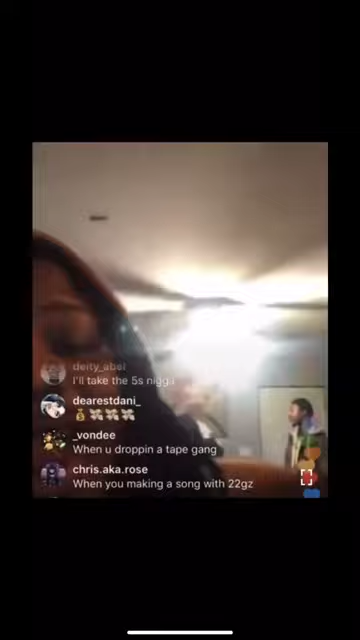 deity_abel
I'll take the 5s nigga
dearestdani_
_vondee
When u droppin a tape gang
chris.aka.rose
When you making a song with 22gz